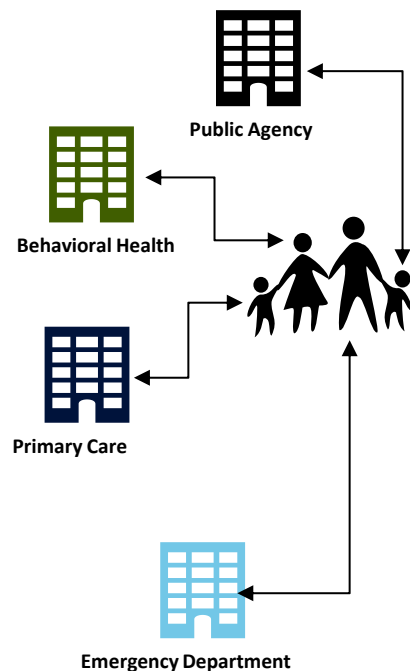 Public Agency
Behavioral Health
Primary Care
Emergency Department